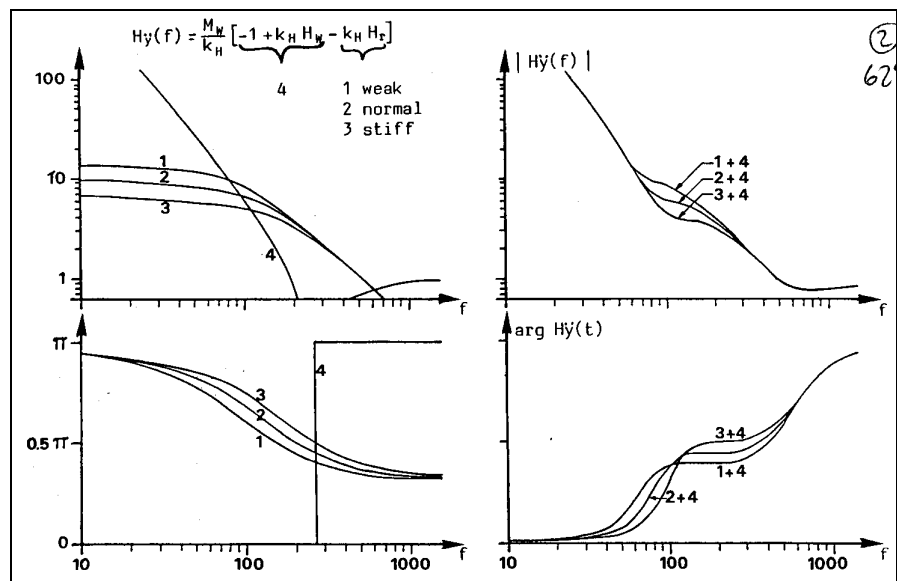 Hÿ(f) = M_W/k_H [-1 + k_H H_W - k_H H_r]
4
1 weak
2 normal
3 stiff
100
10
1
1
2
3
4
f
| Hÿ(f) |
2
62
1+4
2+4
3+4
f
π
0.5 π
0
3
2
1
4
10
100
1000
f
arg Hÿ(t)
3+4
1+4
2+4
10
100
1000
f